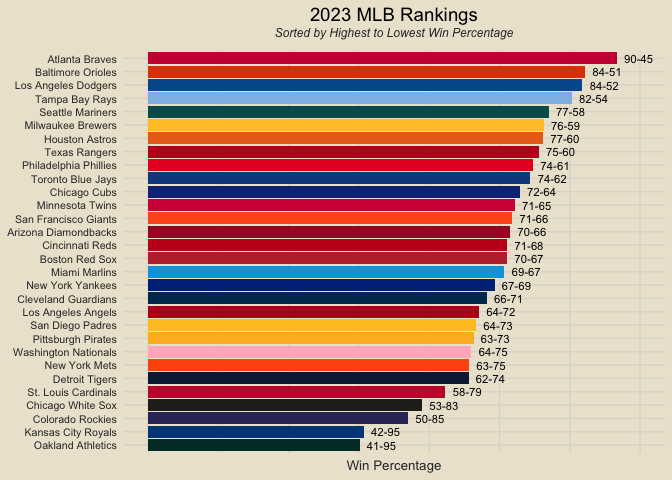 2023 MLB Rankings
Sorted by Highest to Lowest Win Percentage
Atlanta Braves 90-45
Baltimore Orioles 84-51
Los Angeles Dodgers 84-52
Tampa Bay Rays 82-54
Seattle Mariners 77-58
Milwaukee Brewers 76-59
Houston Astros 77-60
Texas Rangers 75-60
Philadelphia Phillies 74-61
Toronto Blue Jays 74-62
Chicago Cubs 72-64
Minnesota Twins 71-65
San Francisco Giants 71-66
Arizona Diamondbacks 70-66
Cincinnati Reds 71-68
Boston Red Sox 70-67
Miami Marlins 69-67
New York Yankees 67-69
Cleveland Guardians 66-71
Los Angeles Angels 64-72
San Diego Padres 64-73
Pittsburgh Pirates 63-73
Washington Nationals 64-75
New York Mets 63-75
Detroit Tigers 62-74
St. Louis Cardinals 58-79
Chicago White Sox 53-83
Colorado Rockies 50-85
Kansas City Royals 42-95
Oakland Athletics 41-95
Win Percentage